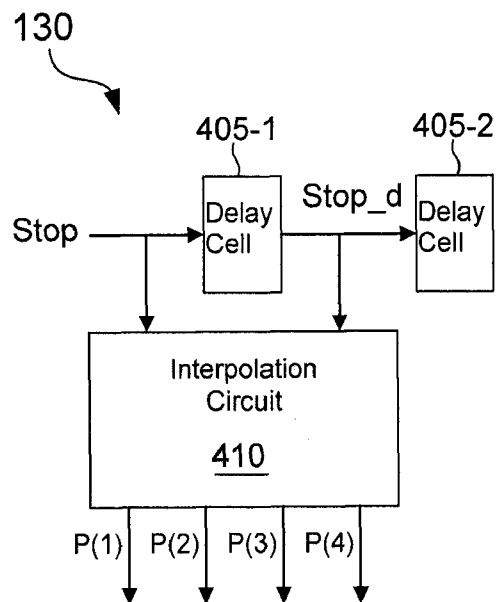 130
405-1
405-2
Stop
Delay
Cell
Stop_d
Delay
Cell
Interpolation
Circuit
410
P(1) P(2) P(3) P(4)